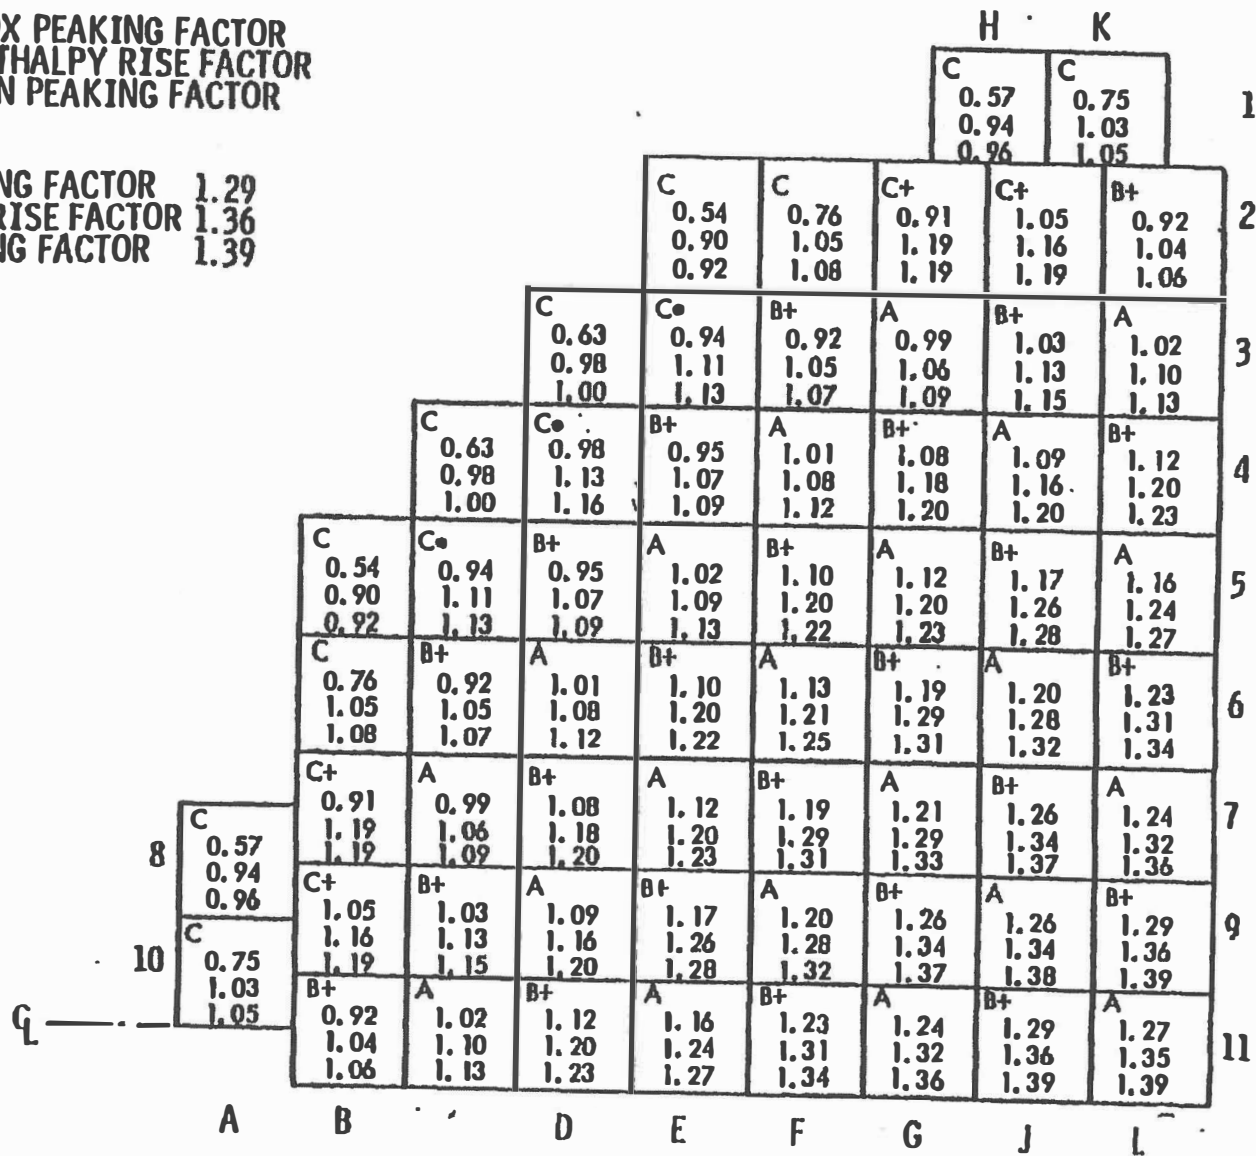 OX PEAKING FACTOR
THALPY RISE FACTOR
N PEAKING FACTOR
NG FACTOR 1.29
RISE FACTOR 1.36
NG FACTOR 1.39
H K
C C
0.57 0.75 1
0.94 1.03
0.96 1.05
C C C+ C+ B+
0.54 0.76 0.91 1.05 0.92 2
0.90 1.05 1.19 1.16 1.04
0.92 1.08 1.19 1.19 1.06
C C● B+ A B+ A
0.63 0.94 0.92 0.99 1.03 1.02 3
0.98 1.11 1.05 1.06 1.13 1.10
1.00 1.13 1.07 1.09 1.15 1.13
C C● B+ A B+ A B+
0.63 0.98 0.95 1.01 1.08 1.09 1.12 4
0.98 1.13 1.07 1.08 1.18 1.16 1.20
1.00 1.16 1.09 1.12 1.20 1.20 1.23
C C● B+ A B+ A B+ A
0.54 0.94 0.95 1.02 1.10 1.12 1.17 1.16 5
0.90 1.11 1.07 1.09 1.20 1.20 1.26 1.24
0.92 1.13 1.09 1.13 1.22 1.23 1.28 1.27
C B+ A B+ A B+ A B+
0.76 0.92 1.01 1.10 1.13 1.19 1.20 1.23 6
1.05 1.05 1.08 1.20 1.21 1.29 1.28 1.31
1.08 1.07 1.12 1.22 1.25 1.31 1.32 1.34
C+ A B+ A B+ A B+ A
0.91 0.99 1.08 1.12 1.19 1.21 1.26 1.24 7
1.19 1.06 1.18 1.20 1.29 1.29 1.34 1.32
1.19 1.09 1.20 1.23 1.31 1.33 1.37 1.36
8 C
0.57
0.94
0.96
C+ B+ A B+ A B+ A B+
1.05 1.03 1.09 1.17 1.20 1.26 1.26 1.29 9
1.16 1.13 1.16 1.26 1.28 1.34 1.34 1.36
1.19 1.15 1.20 1.28 1.32 1.37 1.38 1.39
10 C
0.75
1.03
1.05
B+ A B+ A B+ A B+ A
℄ 0.92 1.02 1.12 1.16 1.23 1.24 1.29 1.27 11
1.04 1.10 1.20 1.24 1.31 1.32 1.36 1.35
1.06 1.13 1.23 1.27 1.34 1.36 1.39 1.39
A B D E F G J L